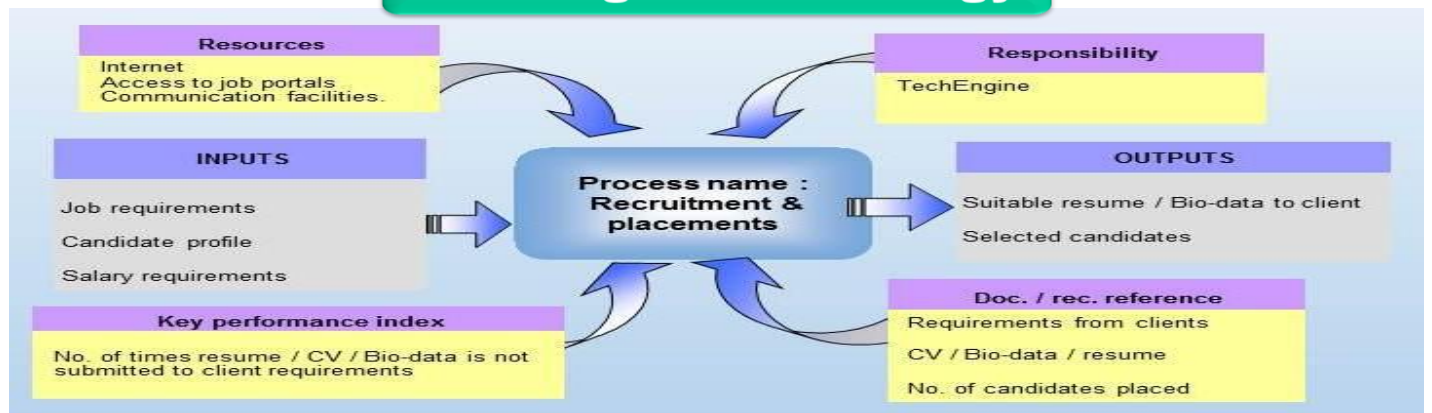 Resources
Internet
Access to job portals
Communication facilities.
Responsibility
TechEngine
INPUTS
Job requirements
Candidate profile
Salary requirements
Process name :
Recruitment &
placements
OUTPUTS
Suitable resume / Bio-data to client
Selected candidates
Key performance index
No. of times resume / CV / Bio-data is not
submitted to client requirements
Doc. / rec. reference
Requirements from clients
CV / Bio-data / resume
No. of candidates placed